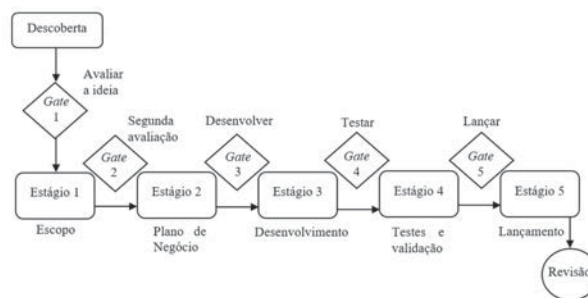 Descoberta
Avaliar
a ideia
Gate
1
Segunda
avaliação
Desenvolver
Testar
Lançar
Gate
2
Gate
3
Gate
4
Gate
5
Estágio 1
Estágio 2
Estágio 3
Estágio 4
Estágio 5
Escopo
Plano de
Negócio
Desenvolvimento
Testes e
validação
Lançamento
Revisão